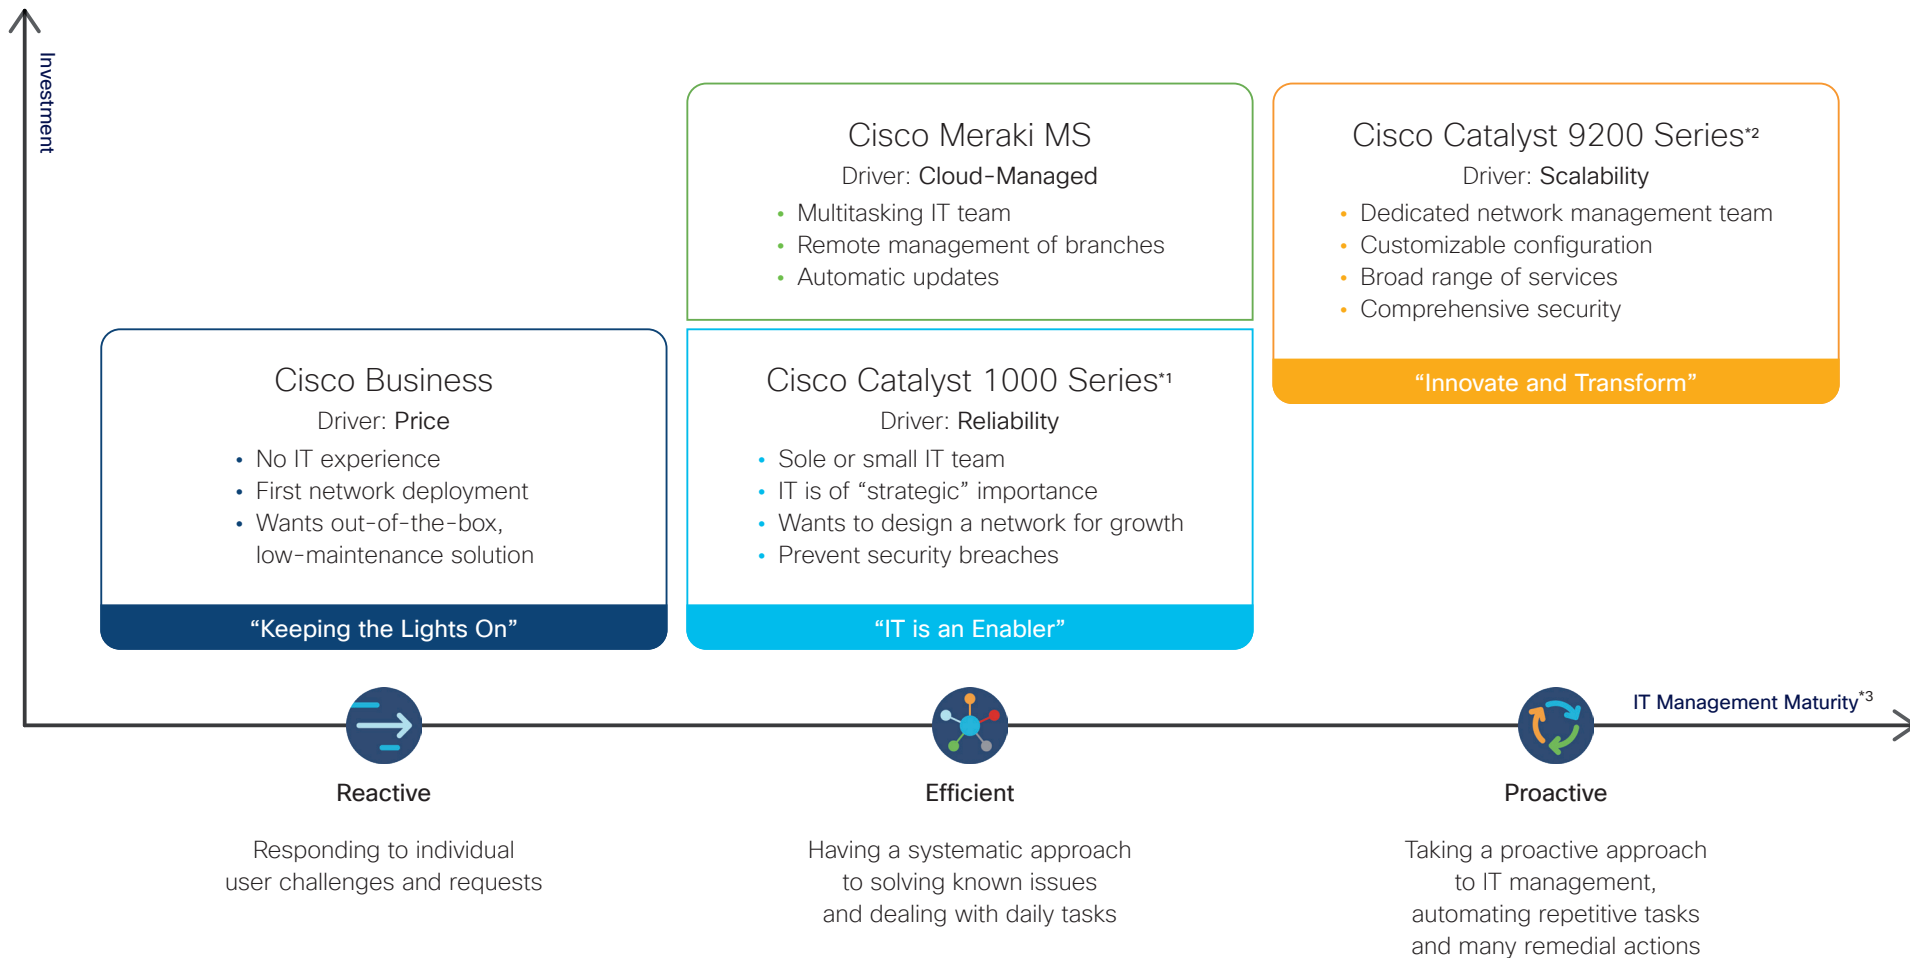 Investment
Cisco Meraki MS
Driver: Cloud-Managed
• Multitasking IT team
• Remote management of branches
• Automatic updates
Cisco Catalyst 9200 Series*2
Driver: Scalability
• Dedicated network management team
• Customizable configuration
• Broad range of services
• Comprehensive security
“Innovate and Transform”
Cisco Business
Driver: Price
• No IT experience
• First network deployment
• Wants out-of-the-box,
low-maintenance solution
“Keeping the Lights On”
Cisco Catalyst 1000 Series*1
Driver: Reliability
• Sole or small IT team
• IT is of “strategic” importance
• Wants to design a network for growth
• Prevent security breaches
“IT is an Enabler”
IT Management Maturity*3
Reactive
Responding to individual
user challenges and requests
Efficient
Having a systematic approach
to solving known issues
and dealing with daily tasks
Proactive
Taking a proactive approach
to IT management,
automating repetitive tasks
and many remedial actions